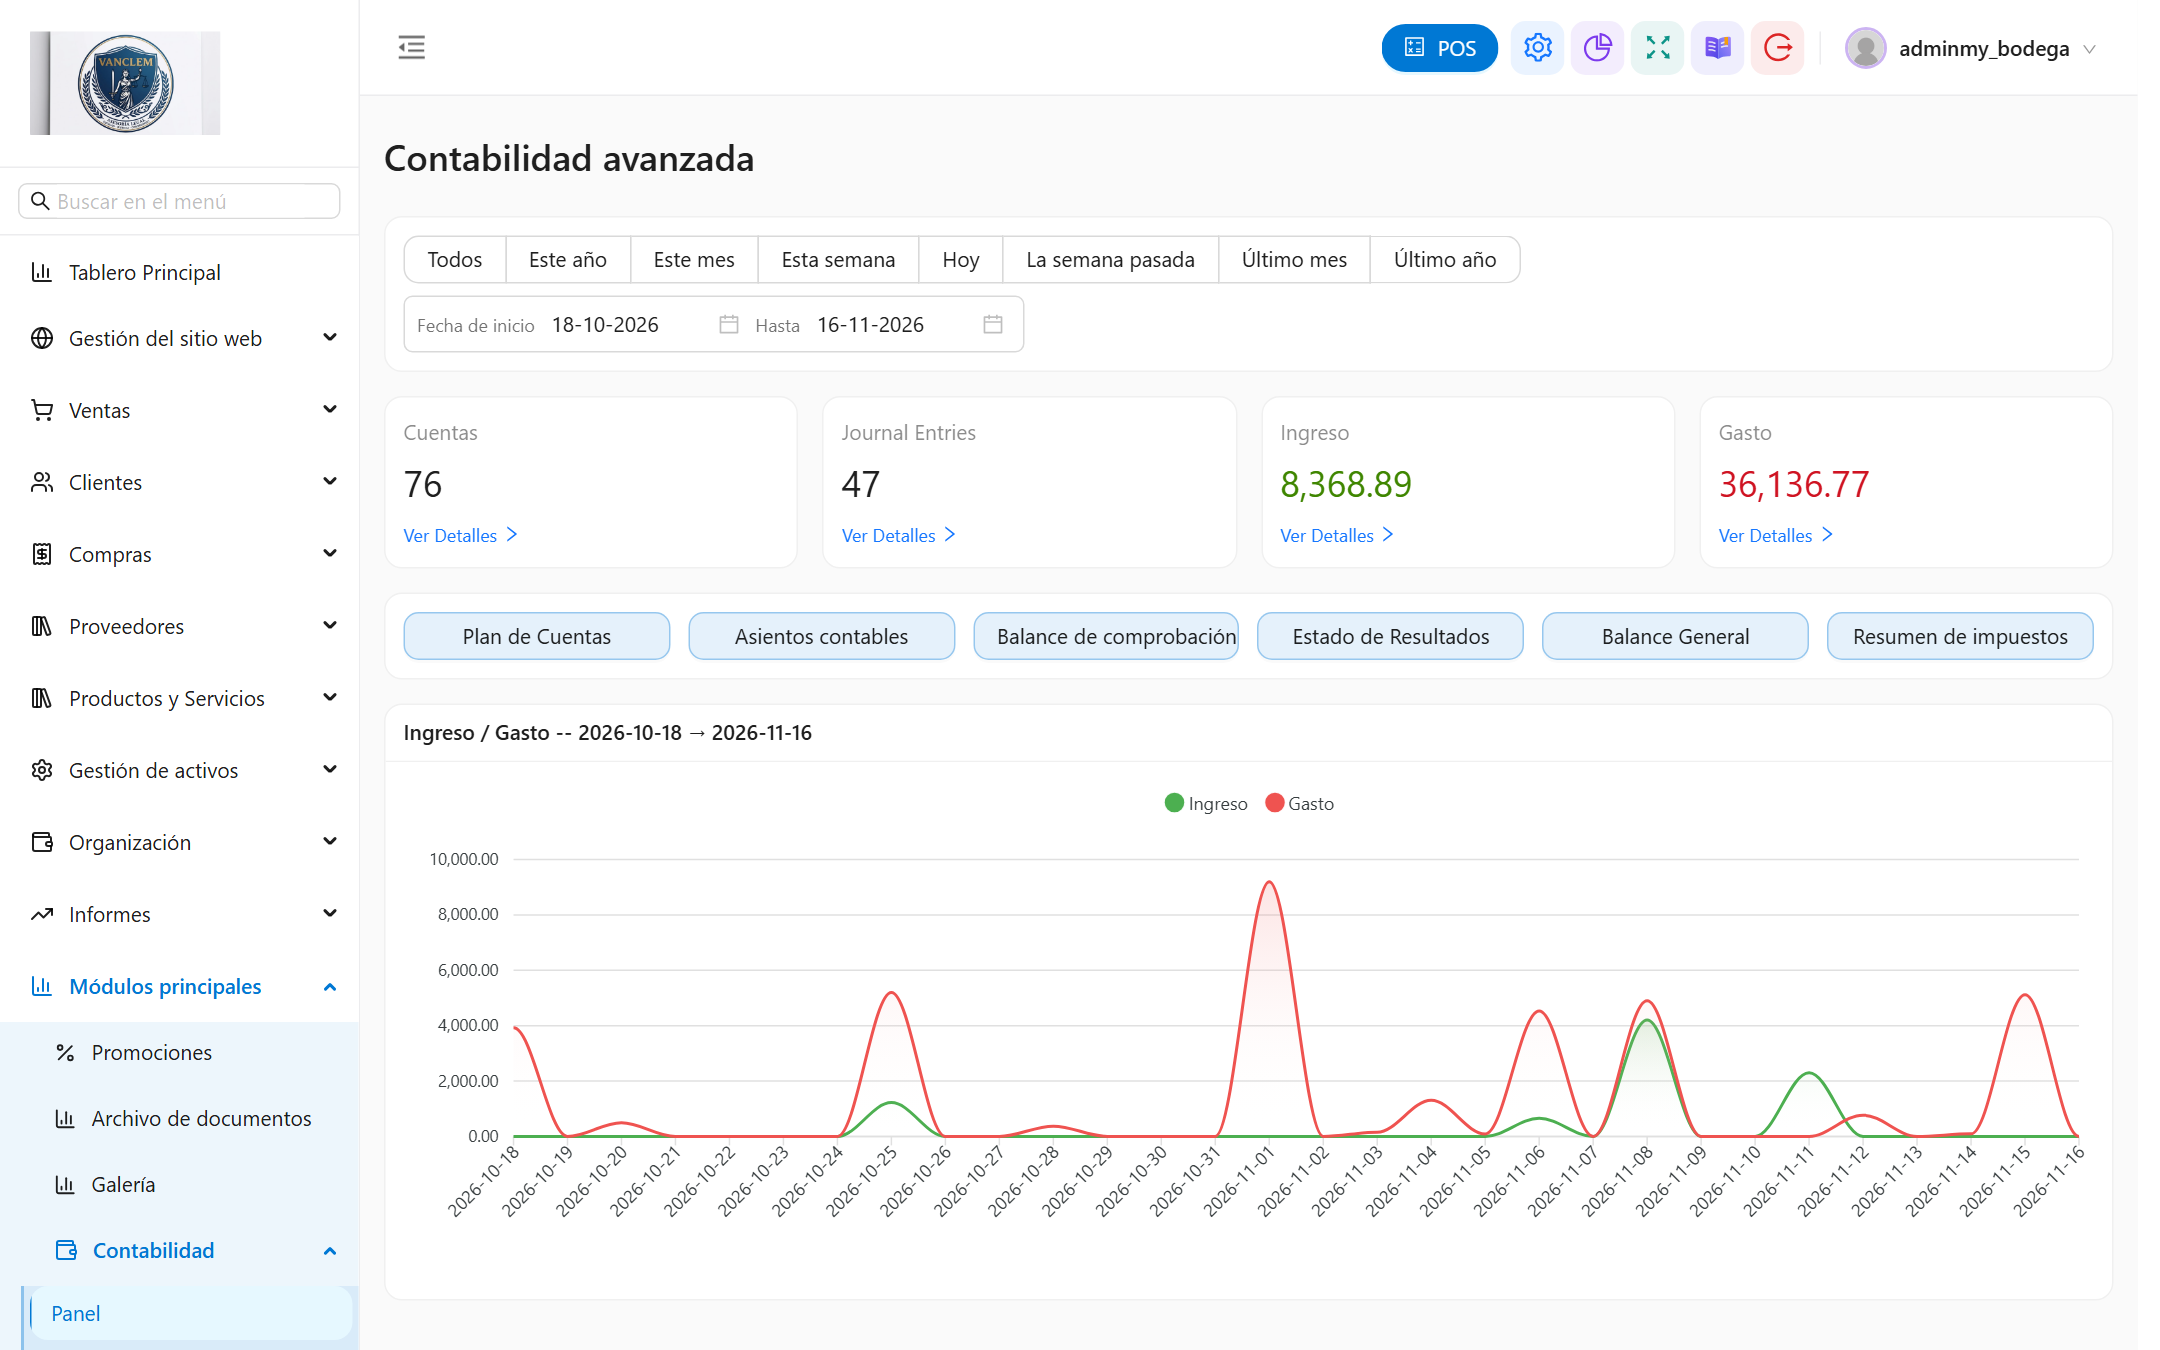 VANCLEM
ASESORÍA LEGAL
Buscar en el menú
Tablero Principal
Gestión del sitio web
Ventas
Clientes
Compras
Proveedores
Productos y Servicios
Gestión de activos
Organización
Informes
Módulos principales
Promociones
Archivo de documentos
Galería
Contabilidad
Panel
POS
adminmy_bodega
Contabilidad avanzada
Todos Este año Este mes Esta semana Hoy La semana pasada Último mes Último año
Fecha de inicio 18-10-2026 Hasta 16-11-2026
Cuentas
76
Ver Detalles
Journal Entries
47
Ver Detalles
Ingreso
8,368.89
Ver Detalles
Gasto
36,136.77
Ver Detalles
Plan de Cuentas Asientos contables Balance de comprobación Estado de Resultados Balance General Resumen de impuestos
Ingreso / Gasto -- 2026-10-18 → 2026-11-16
Ingreso Gasto
10,000.00
8,000.00
6,000.00
4,000.00
2,000.00
0.00
2026-10-18
2026-10-19
2026-10-20
2026-10-21
2026-10-22
2026-10-23
2026-10-24
2026-10-25
2026-10-26
2026-10-27
2026-10-28
2026-10-29
2026-10-30
2026-10-31
2026-11-01
2026-11-02
2026-11-03
2026-11-04
2026-11-05
2026-11-06
2026-11-07
2026-11-08
2026-11-09
2026-11-10
2026-11-11
2026-11-12
2026-11-13
2026-11-14
2026-11-15
2026-11-16